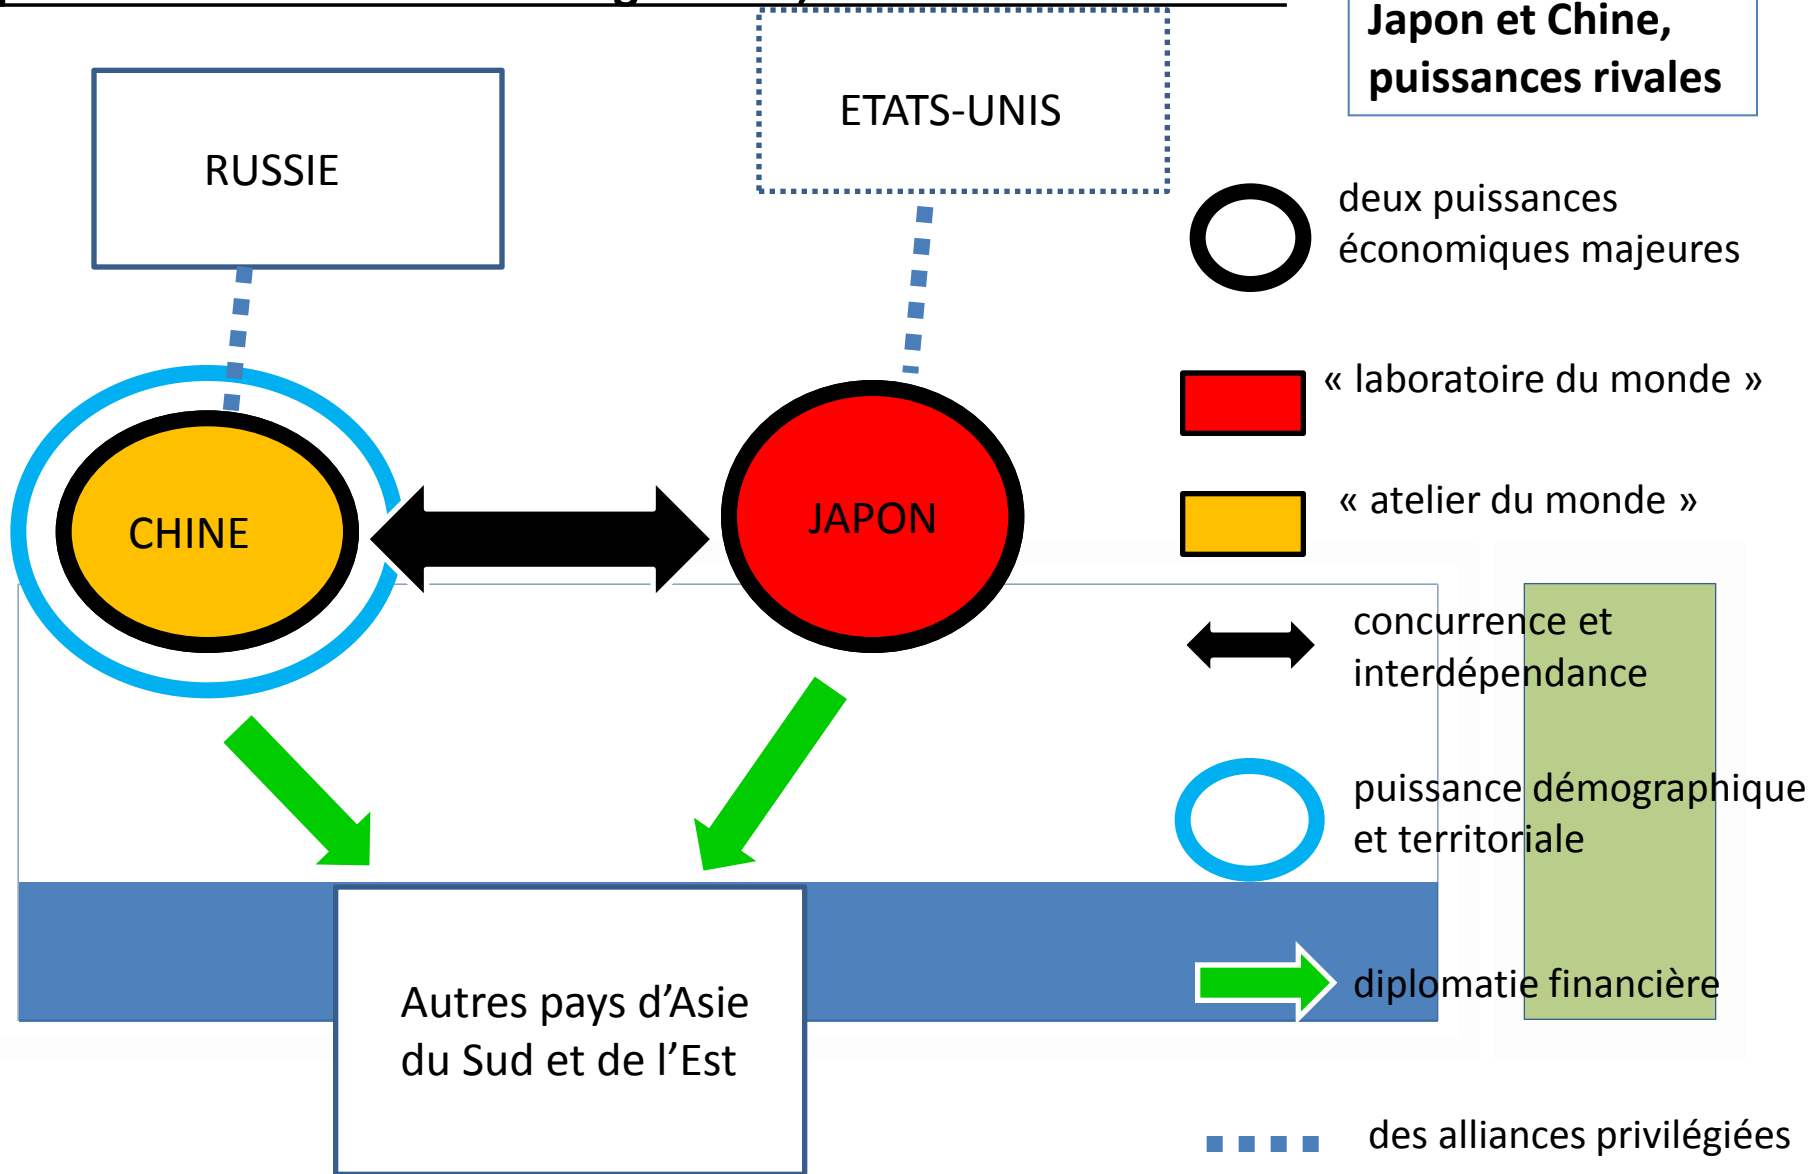 Japon et Chine,
puissances rivales
ETATS-UNIS
RUSSIE
deux puissances
économiques majeures
« laboratoire du monde »
« atelier du monde »
CHINE
JAPON
concurrence et
interdépendance
puissance démographique
et territoriale
diplomatie financière
Autres pays d’Asie
du Sud et de l’Est
des alliances privilégiées